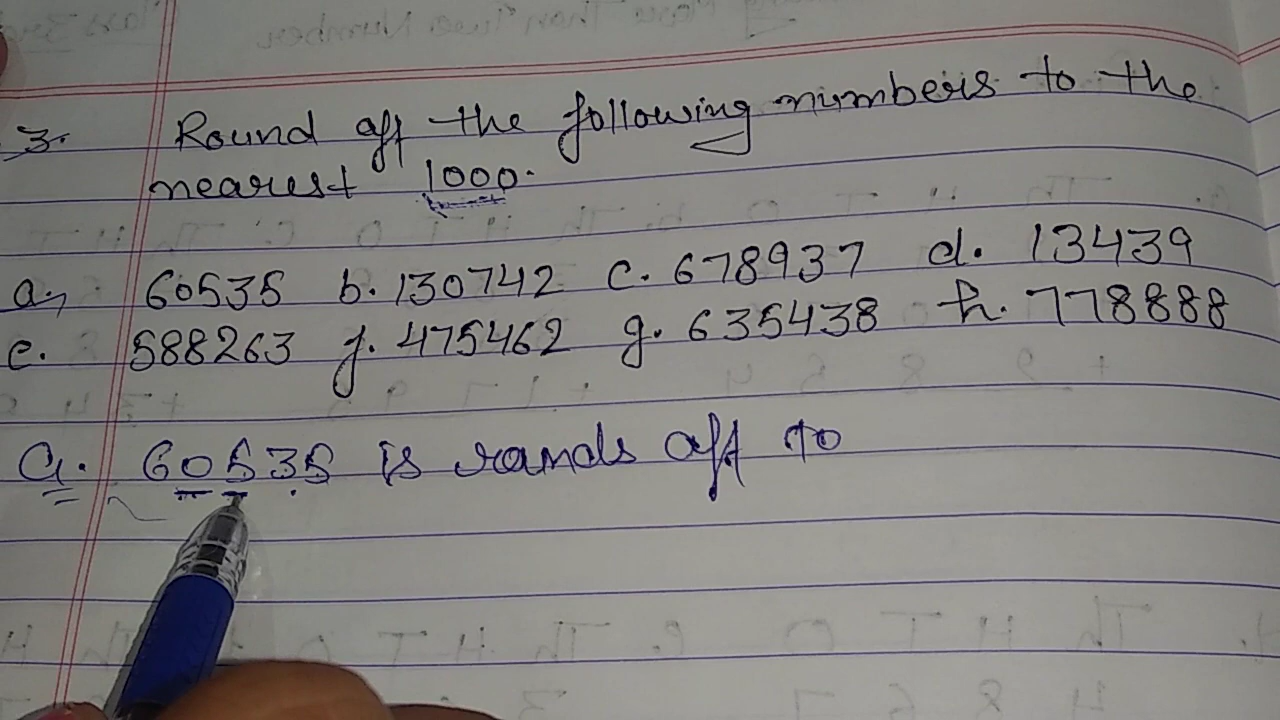 3. Round off the following numbers to the
nearest 1000.
a, 60535 b. 130742 c. 678937 d. 13439
e. 588263 f. 475462 g. 635438 h. 778888
a. 60535 is rounds off to